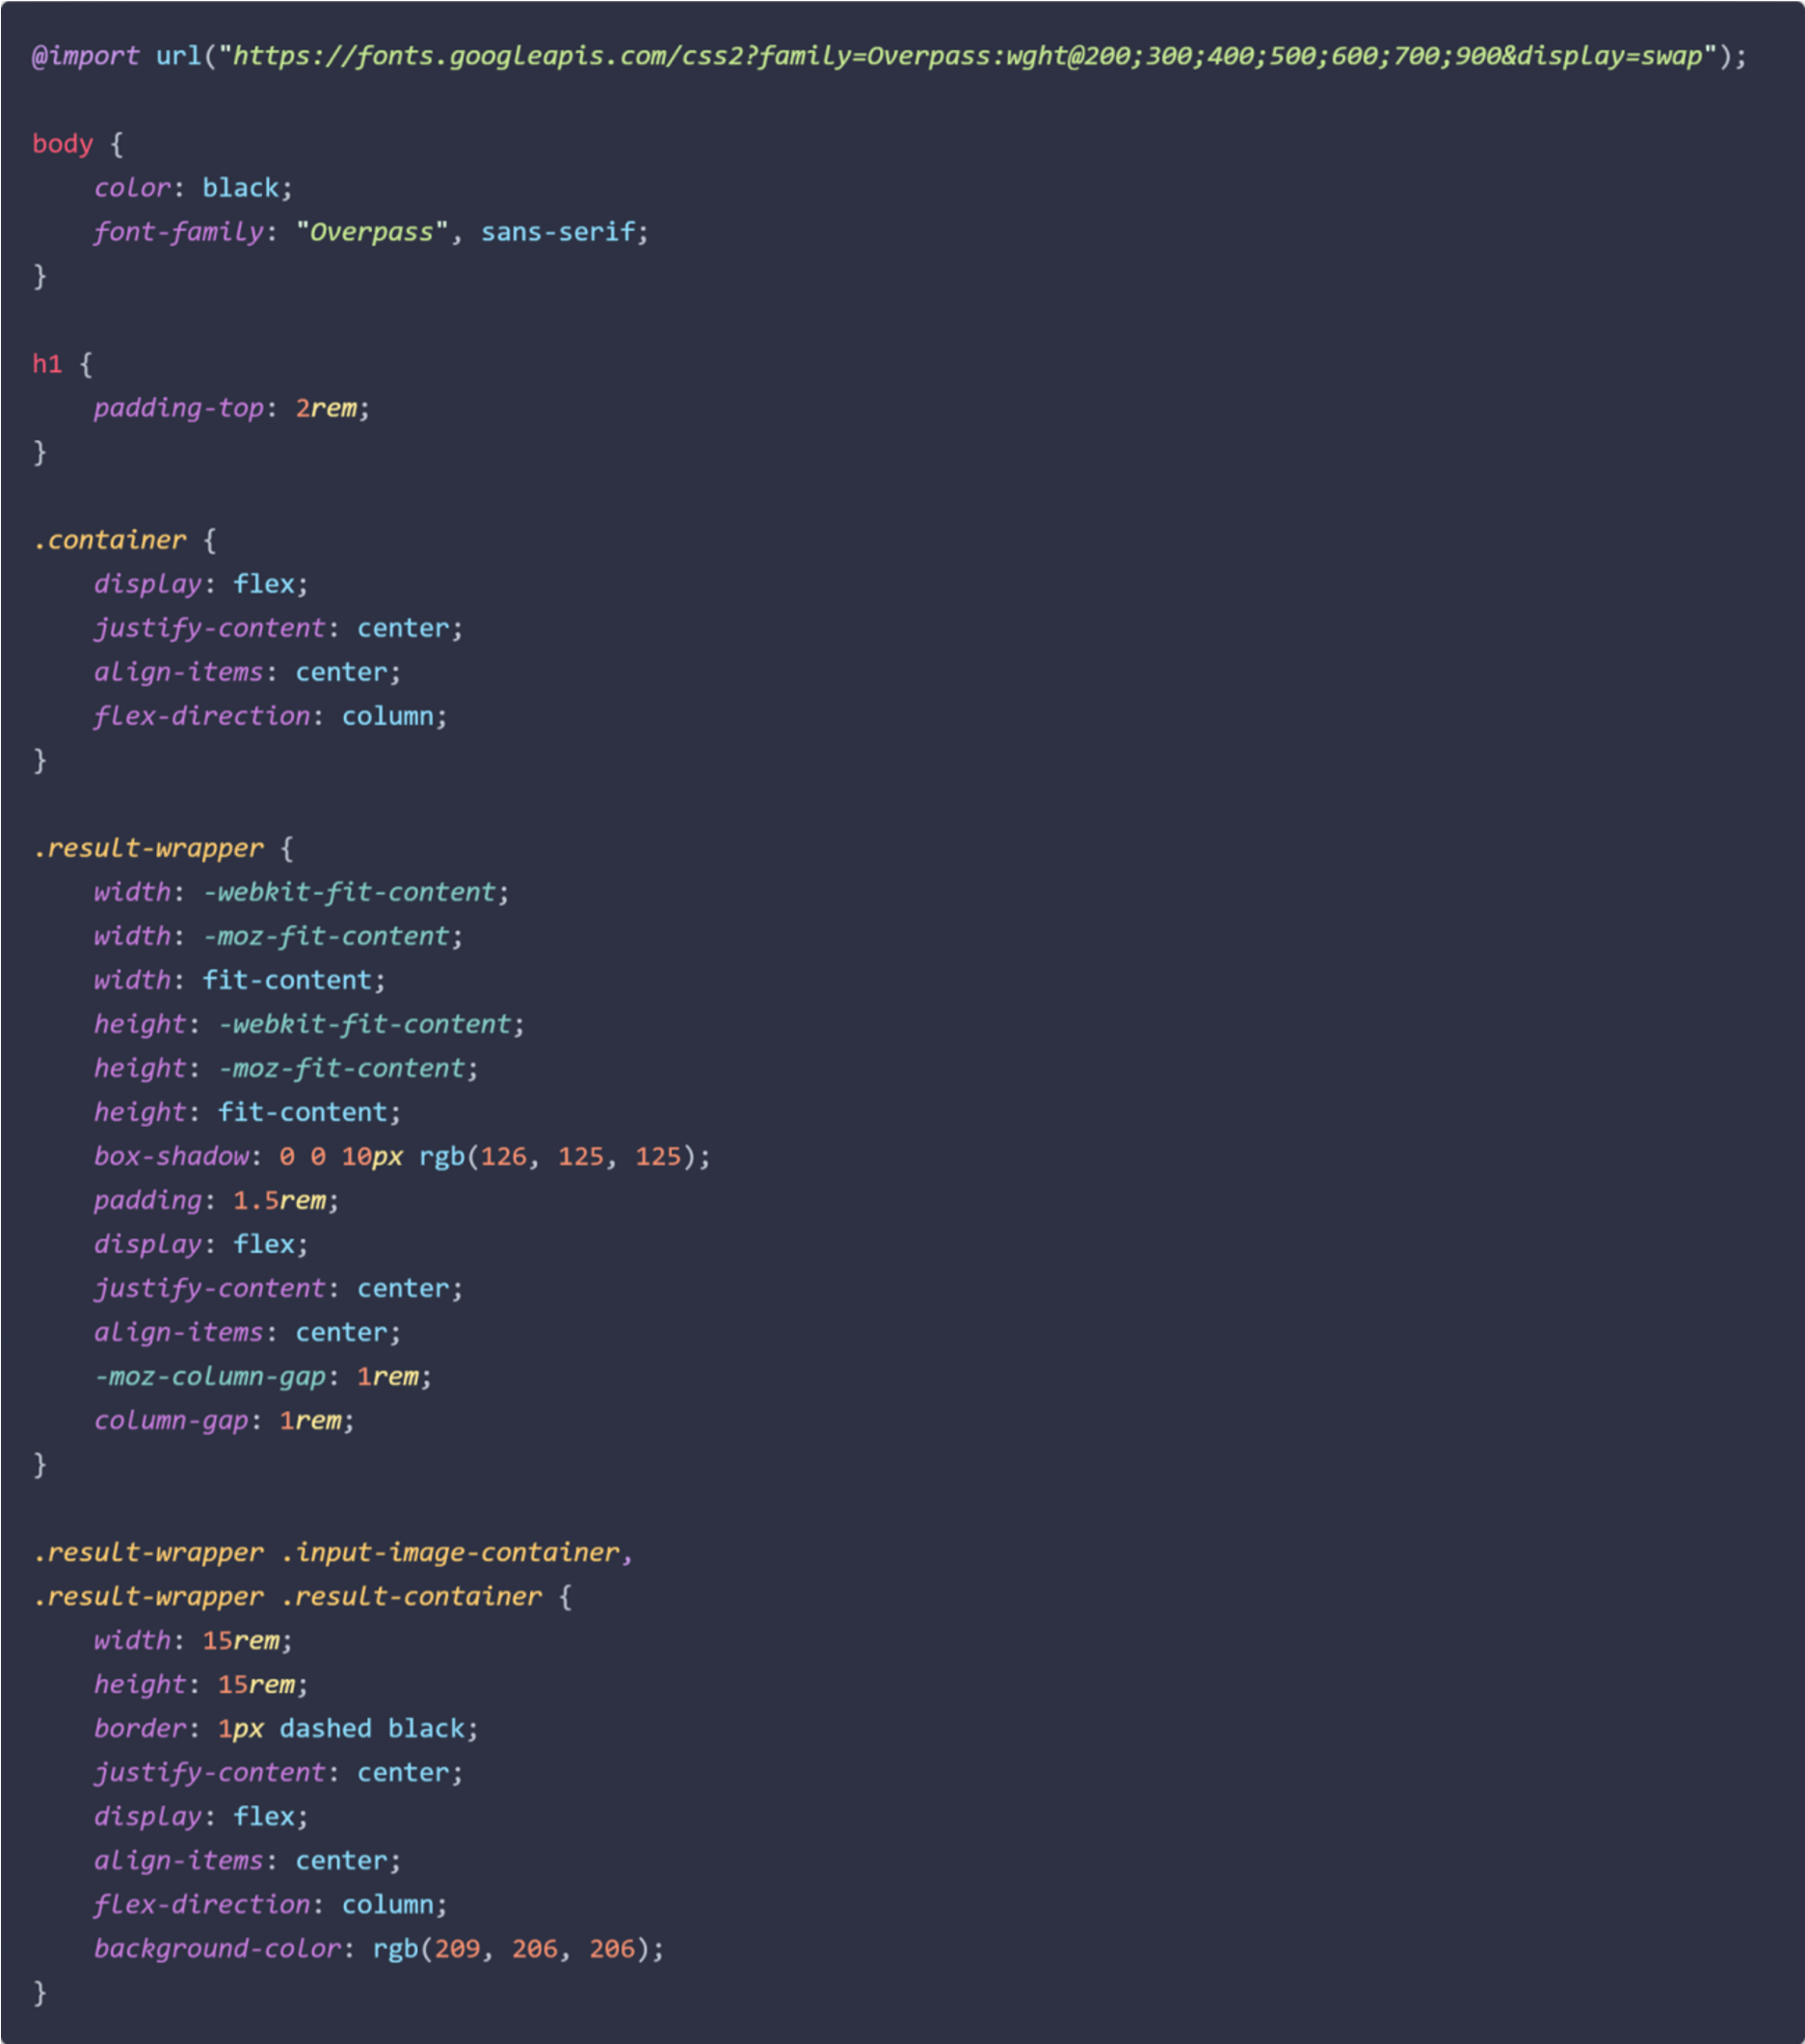 @import url("https://fonts.googleapis.com/css2?family=Overpass:wght@200;300;400;500;600;700;900&display=swap");
body {
    color: black;
    font-family: "Overpass", sans-serif;
}
h1 {
    padding-top: 2rem;
}
.container {
    display: flex;
    justify-content: center;
    align-items: center;
    flex-direction: column;
}
.result-wrapper {
    width: -webkit-fit-content;
    width: -moz-fit-content;
    width: fit-content;
    height: -webkit-fit-content;
    height: -moz-fit-content;
    height: fit-content;
    box-shadow: 0 0 10px rgb(126, 125, 125);
    padding: 1.5rem;
    display: flex;
    justify-content: center;
    align-items: center;
    -moz-column-gap: 1rem;
    column-gap: 1rem;
}
.result-wrapper .input-image-container,
.result-wrapper .result-container {
    width: 15rem;
    height: 15rem;
    border: 1px dashed black;
    justify-content: center;
    display: flex;
    align-items: center;
    flex-direction: column;
    background-color: rgb(209, 206, 206);
}